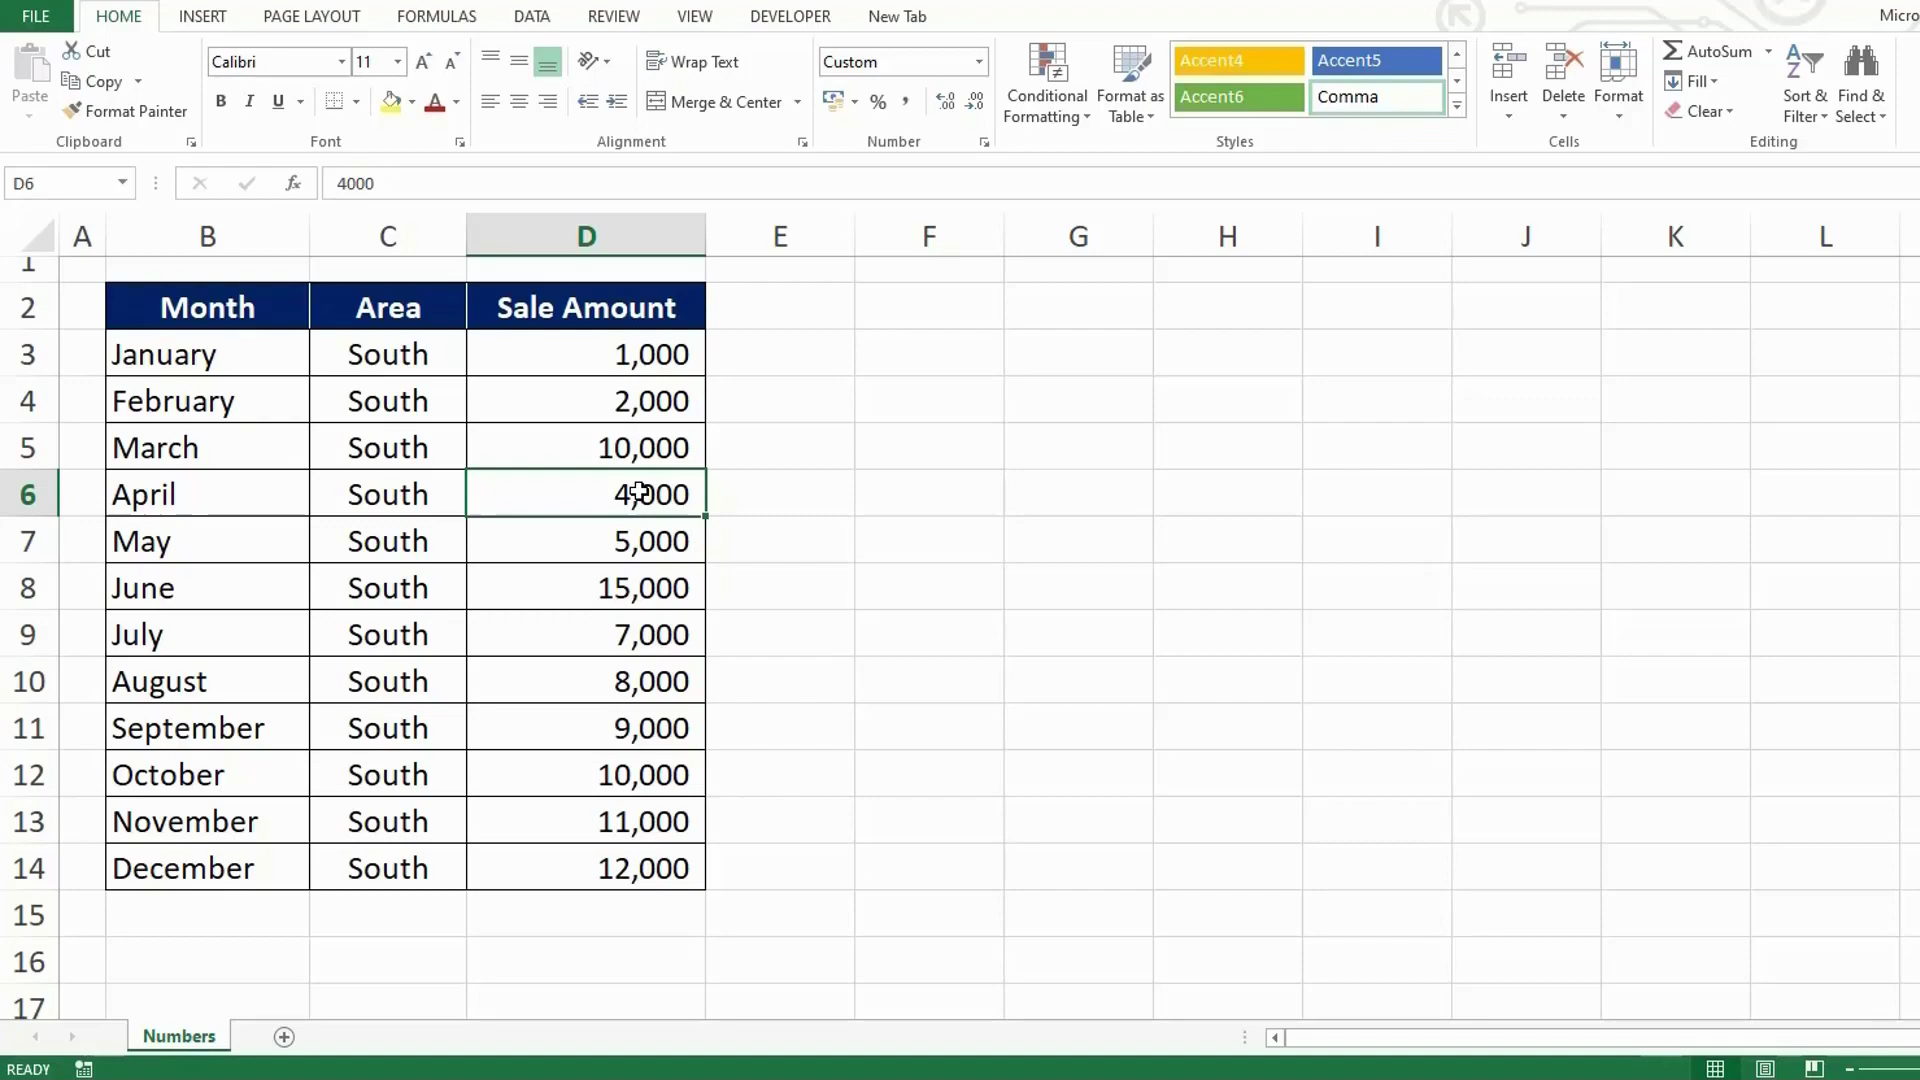 FILE HOME INSERT PAGE LAYOUT FORMULAS DATA REVIEW VIEW DEVELOPER New Tab Micro
Paste
Cut
Copy
Format Painter
Clipboard
Calibri 11
B I U A
Font
Wrap Text
Merge & Center
Alignment
Custom
% ,
Number
Conditional Formatting
Format as Table
Accent4 Accent5
Accent6 Comma
Styles
Insert Delete Format
Cells
AutoSum
Fill
Clear
Sort & Filter
Find & Select
Editing
D6 fx 4000
A B C D E F G H I J K L
1
2 Month Area Sale Amount
3 January South 1,000
4 February South 2,000
5 March South 10,000
6 April South 4,000
7 May South 5,000
8 June South 15,000
9 July South 7,000
10 August South 8,000
11 September South 9,000
12 October South 10,000
13 November South 11,000
14 December South 12,000
15
16
17
Numbers
READY